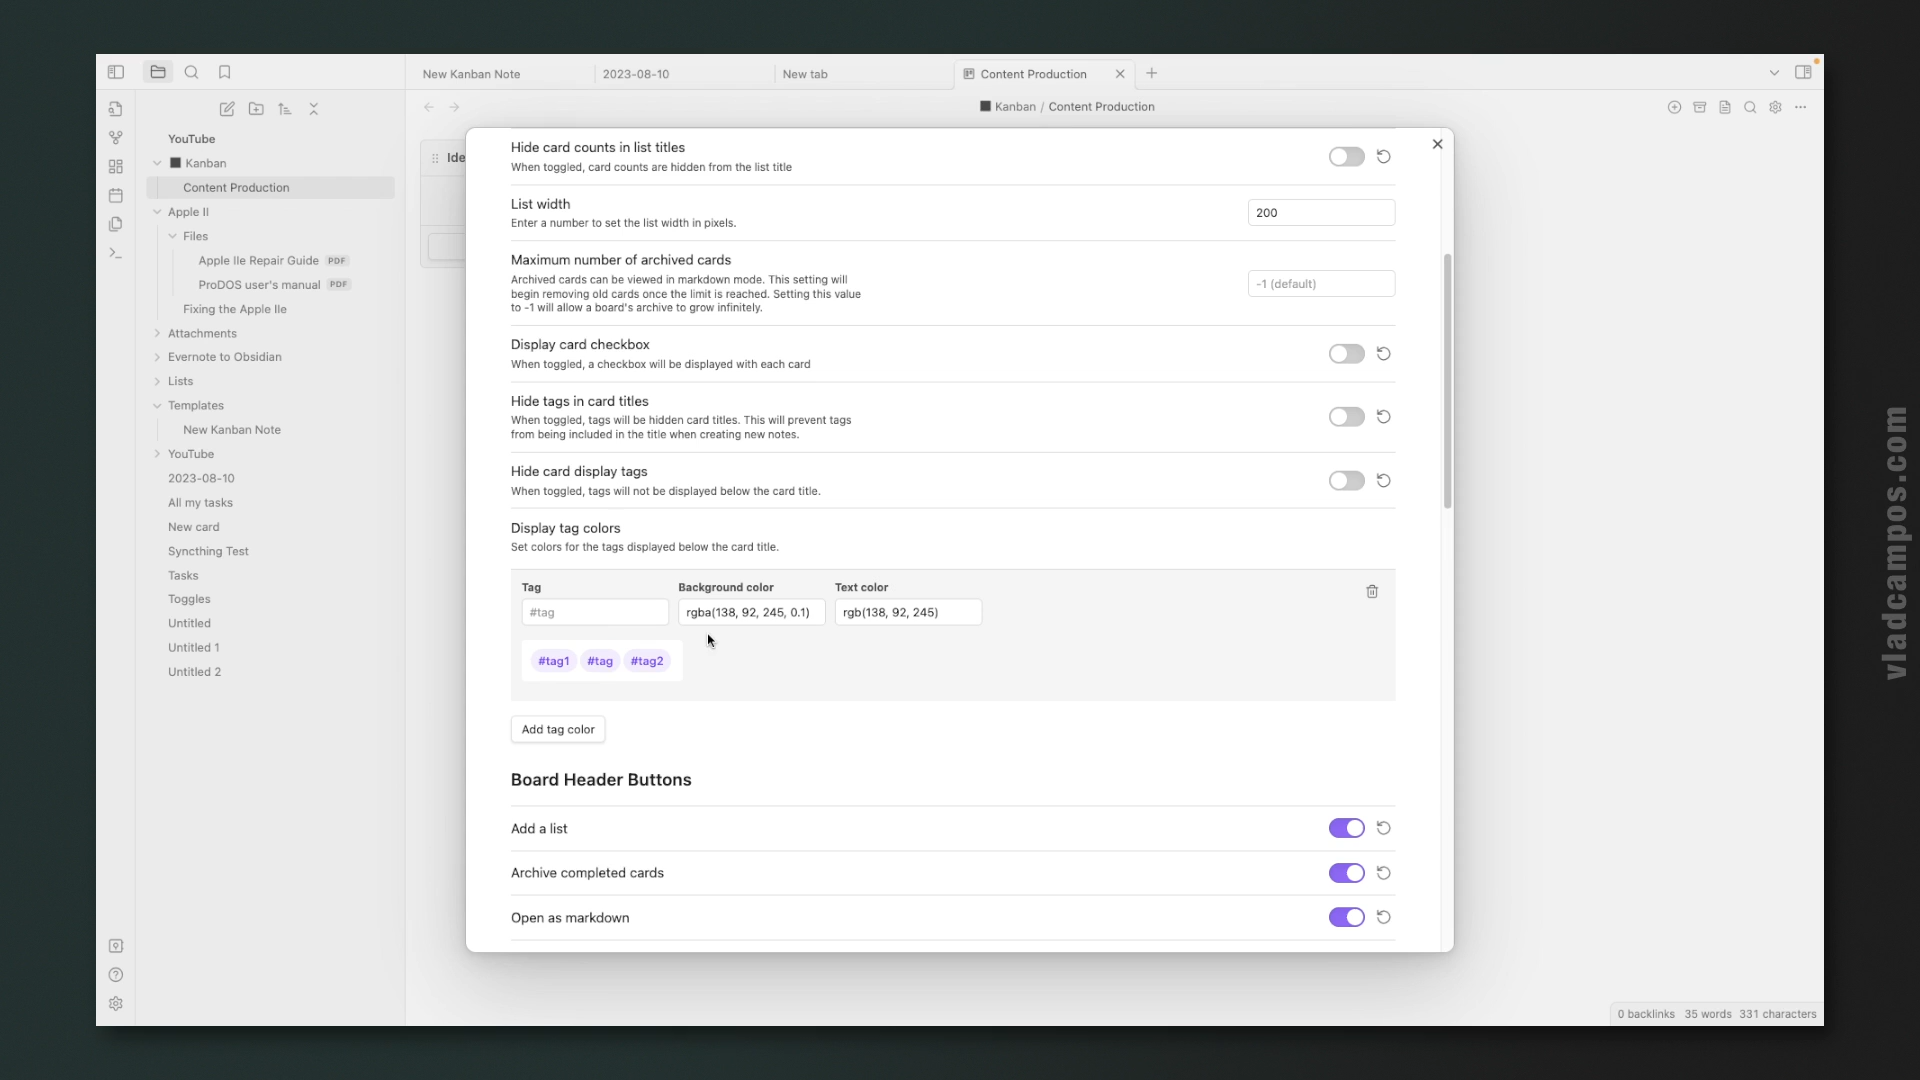 New Kanban Note
2023-08-10
New tab
Content Production
Kanban / Content Production
YouTube
Kanban
Content Production
Apple II
Files
Apple IIe Repair Guide PDF
ProDOS user's manual PDF
Fixing the Apple IIe
Attachments
Evernote to Obsidian
Lists
Templates
New Kanban Note
YouTube
2023-08-10
All my tasks
New card
Syncthing Test
Tasks
Toggles
Untitled
Untitled 1
Untitled 2
Ide
Hide card counts in list titles
When toggled, card counts are hidden from the list title
List width
Enter a number to set the list width in pixels.
200
Maximum number of archived cards
Archived cards can be viewed in markdown mode. This setting will
begin removing old cards once the limit is reached. Setting this value
to -1 will allow a board's archive to grow infinitely.
-1 (default)
Display card checkbox
When toggled, a checkbox will be displayed with each card
Hide tags in card titles
When toggled, tags will be hidden card titles. This will prevent tags
from being included in the title when creating new notes.
Hide card display tags
When toggled, tags will not be displayed below the card title.
Display tag colors
Set colors for the tags displayed below the card title.
Tag Background color Text color
#tag rgba(138, 92, 245, 0.1) rgb(138, 92, 245)
#tag1 #tag #tag2
Add tag color
Board Header Buttons
Add a list
Archive completed cards
Open as markdown
0 backlinks 35 words 331 characters
vladcampos.com